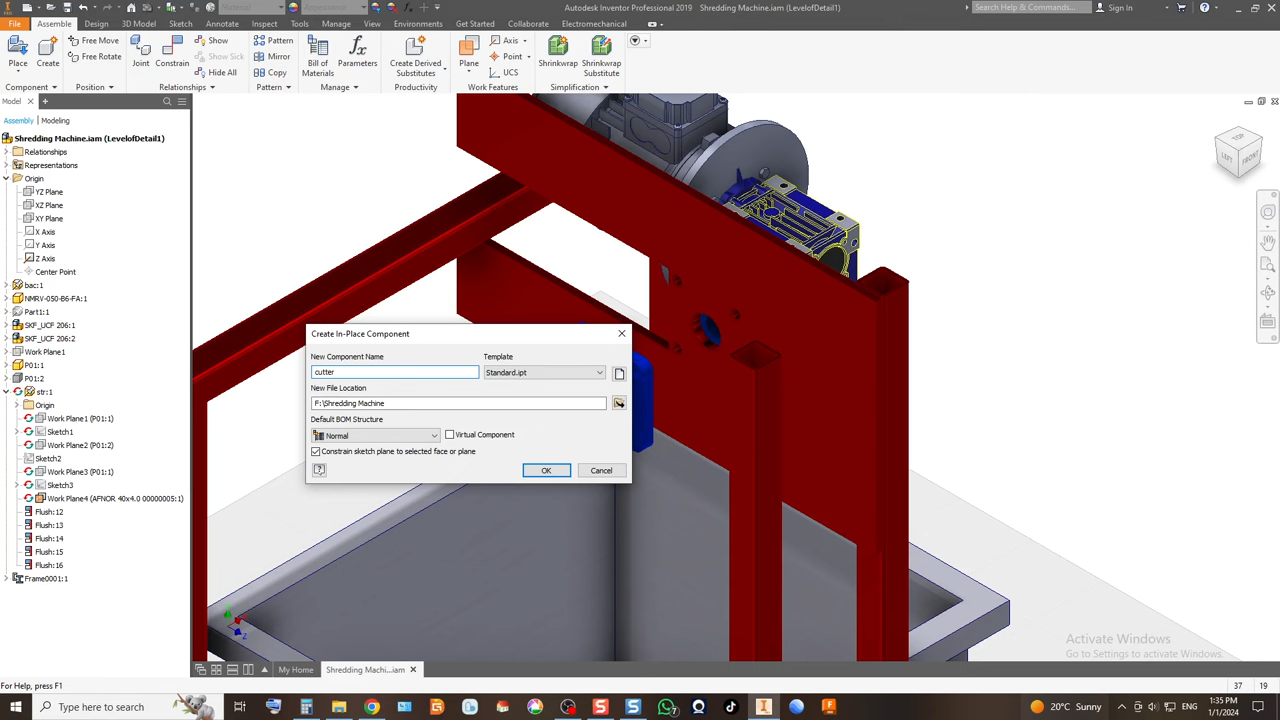 Material
Appearance
Autodesk Inventor Professional 2019   Shredding Machine.iam (LevelofDetail1)
Search Help & Commands...
Sign In
File
Assemble
Design
3D Model
Sketch
Annotate
Inspect
Tools
Manage
View
Environments
Get Started
Collaborate
Electromechanical
Free Move
Show
Pattern
Axis
Free Rotate
Show Sick
Mirror
Point
Place
Create
Joint
Constrain
Hide All
Copy
Bill of
Materials
Parameters
Create Derived
Substitutes
Plane
UCS
Shrinkwrap
Shrinkwrap
Substitute
Component
Position
Relationships
Pattern
Manage
Productivity
Work Features
Simplification
Model
Assembly
Modeling
Shredding Machine.iam (LevelofDetail1)
Relationships
Representations
Origin
YZ Plane
XZ Plane
XY Plane
X Axis
Y Axis
Z Axis
Center Point
bac:1
NMRV-050-B6-FA:1
Part1:1
SKF_UCF 206:1
SKF_UCF 206:2
Work Plane1
P01:1
P01:2
str:1
Origin
Work Plane1 (P01:1)
Sketch1
Work Plane2 (P01:2)
Sketch2
Work Plane3 (P01:1)
Sketch3
Work Plane4 (AFNOR 40x4.0 00000005:1)
Flush:12
Flush:13
Flush:14
Flush:15
Flush:16
Frame0001:1
TOP
LEFT
FRONT
Create In-Place Component
New Component Name
Template
cutter
Standard.ipt
New File Location
F:\Shredding Machine
Default BOM Structure
Normal
Virtual Component
Constrain sketch plane to selected face or plane
OK
Cancel
Z
Activate Windows
Go to Settings to activate Windows.
My Home
Shredding Machi...iam
For Help, press F1
37
19
Type here to search
7
20°C Sunny
1:35 PM
1/1/2024